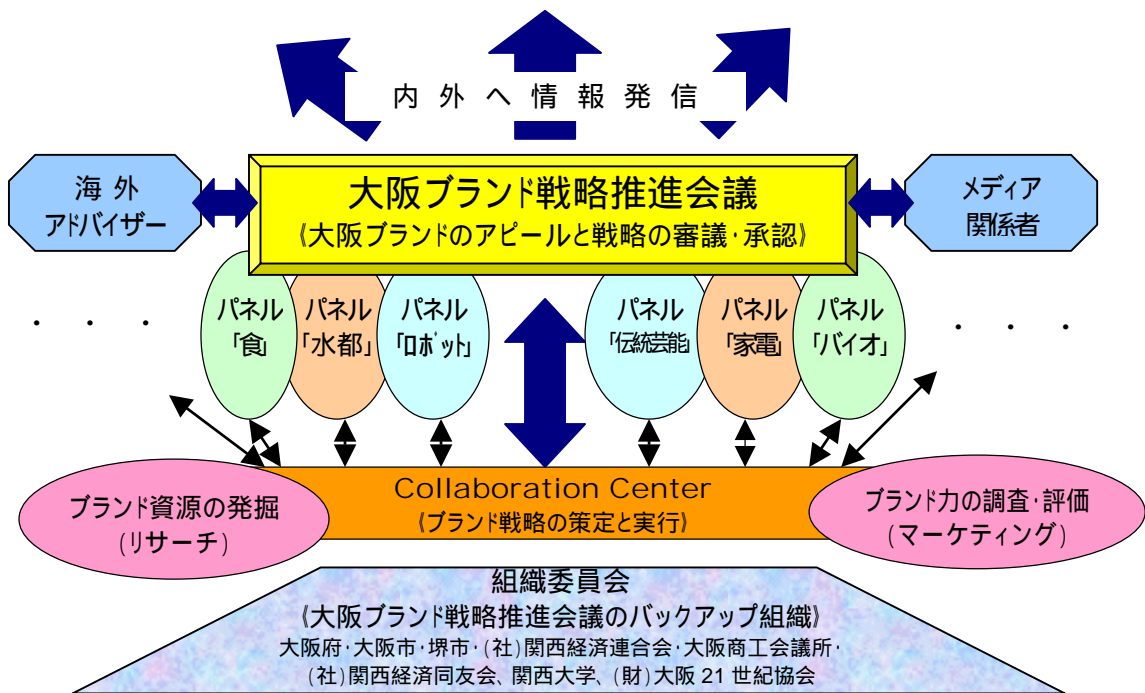 内外へ情報発信
海外
アドバイザー
大阪ブランド戦略推進会議
《大阪ブランドのアピールと戦略の審議・承認》
メディア
関係者
・・・
パネル
「食」
パネル
「水都」
パネル
「ロボット」
パネル
「伝統芸能」
パネル
「家電」
パネル
「バイオ」
・・・
ブランド資源の発掘
(リサーチ)
Collaboration Center
《ブランド戦略の策定と実行》
ブランド力の調査・評価
(マーケティング)
組織委員会
《大阪ブランド戦略推進会議のバックアップ組織》
大阪府・大阪市・堺市・(社)関西経済連合会・大阪商工会議所・
(社)関西経済同友会、関西大学、(財)大阪21世紀協会